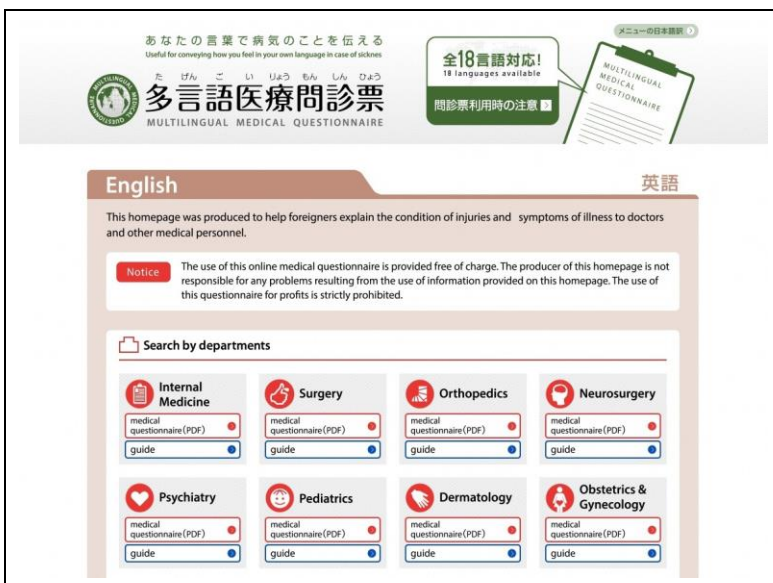 メニューの日本語訳
あなたの言葉で病気のことを伝える
Useful for conveying how you feel in your own language in case of sicknes
た げん ご い りょう もん しん ひょう
多言語医療問診票
MULTILINGUAL MEDICAL QUESTIONNAIRE
MULTILINGUAL MEDICAL QUESTIONNAIRE
全18言語対応!
18 languages available
問診票利用時の注意
MULTILINGUAL
MEDICAL
QUESTIONNAIRE
English
英語
This homepage was produced to help foreigners explain the condition of injuries and symptoms of illness to doctors
and other medical personnel.
Notice
The use of this online medical questionnaire is provided free of charge. The producer of this homepage is not
responsible for any problems resulting from the use of information provided on this homepage. The use of
this questionnaire for profits is strictly prohibited.
Search by departments
Internal
Medicine
medical
questionnaire(PDF)
guide
Surgery
medical
questionnaire(PDF)
guide
Orthopedics
medical
questionnaire(PDF)
guide
Neurosurgery
medical
questionnaire(PDF)
guide
Psychiatry
medical
questionnaire(PDF)
guide
Pediatrics
medical
questionnaire(PDF)
guide
Dermatology
medical
questionnaire(PDF)
guide
Obstetrics &
Gynecology
medical
questionnaire(PDF)
guide